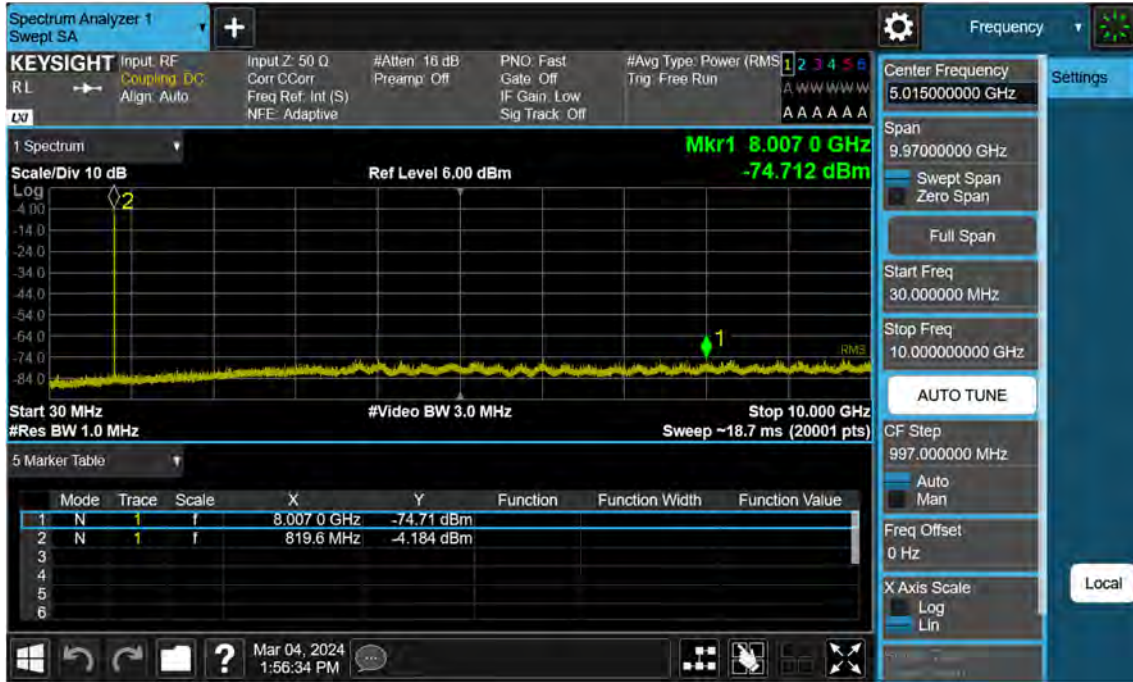 Spectrum Analyzer 1
Swept SA
Frequency
KEYSIGHT
RL
LXI
Input: RF
Coupling: DC
Align: Auto
Input Z: 50 Ω
Corr CCorr
Freq Ref: Int (S)
NFE: Adaptive
#Atten: 16 dB
Preamp: Off
PNO: Fast
Gate: Off
IF Gain: Low
Sig Track: Off
#Avg Type: Power (RMS
Trig: Free Run
1 2 3 4 5 6
A W W W W W
A A A A A A
Center Frequency
5.015000000 GHz
Settings
Span
9.97000000 GHz
Swept Span
Zero Span
Full Span
Start Freq
30.000000 MHz
Stop Freq
10.000000000 GHz
AUTO TUNE
CF Step
997.000000 MHz
Auto
Man
Freq Offset
0 Hz
X Axis Scale
Log
Lin
Local
1 Spectrum
Mkr1 8.007 0 GHz
-74.712 dBm
Scale/Div 10 dB
Ref Level 6.00 dBm
Log
-4.00
-14.0
-24.0
-34.0
-44.0
-54.0
-64.0
-74.0
-84.0
2
1
RMS
Start 30 MHz
#Video BW 3.0 MHz
Stop 10.000 GHz
#Res BW 1.0 MHz
Sweep ~18.7 ms (20001 pts)
5 Marker Table
Mode Trace Scale X Y Function Function Width Function Value
1 N 1 f 8.007 0 GHz -74.71 dBm
2 N 1 f 819.6 MHz -4.184 dBm
3
4
5
6
?
Mar 04, 2024
1:56:34 PM